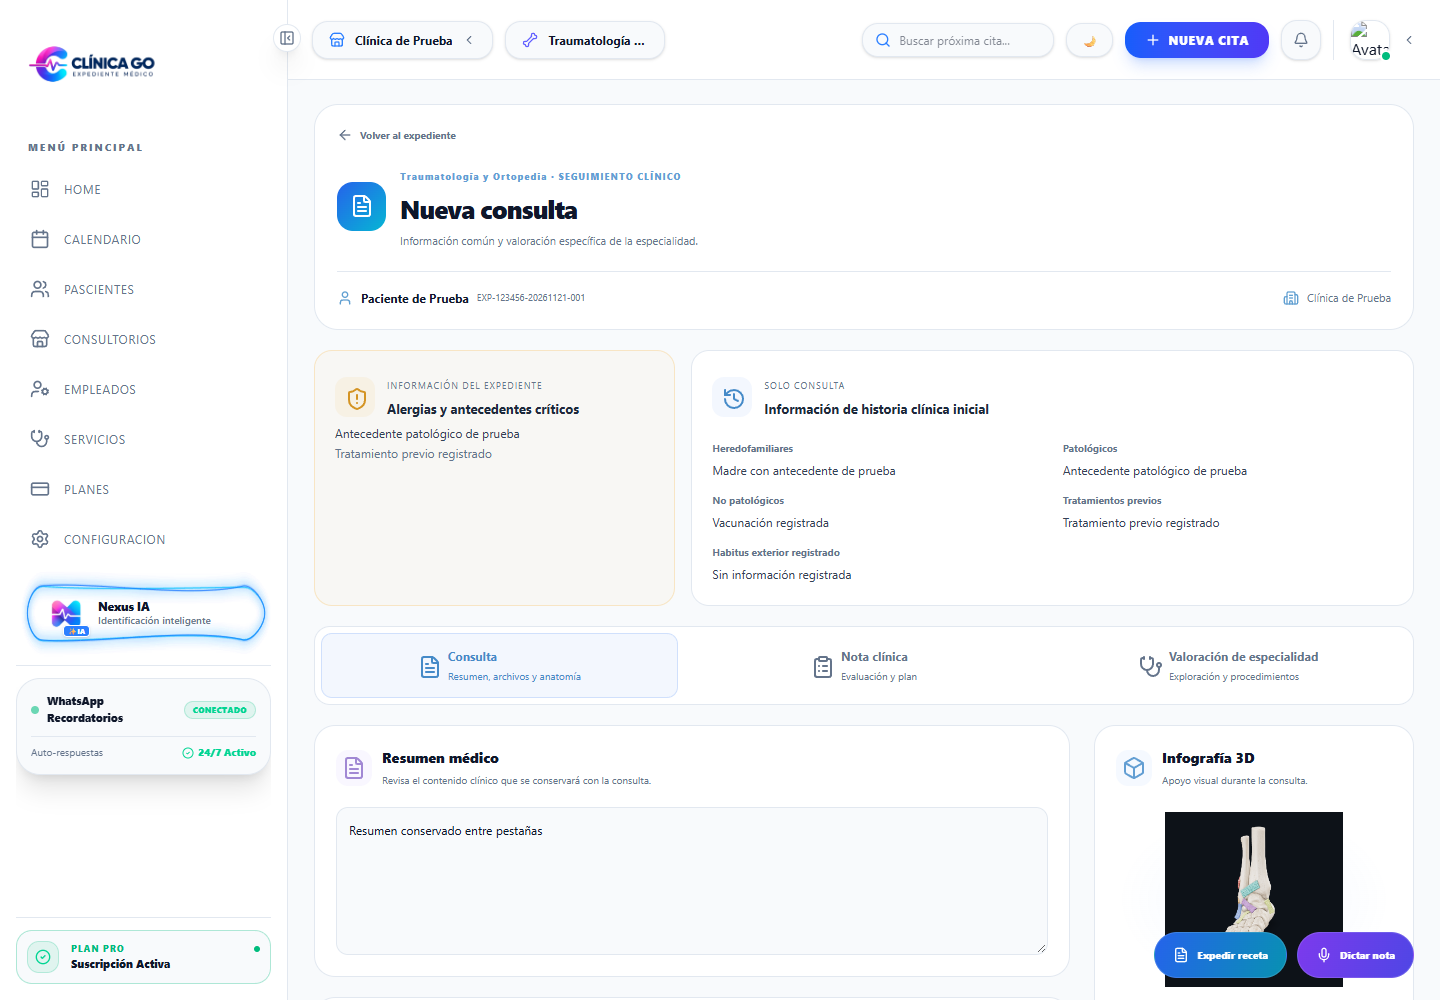 CLÍNICA GO
EXPEDIENTE MÉDICO
MENÚ PRINCIPAL
HOME
CALENDARIO
PASCIENTES
CONSULTORIOS
EMPLEADOS
SERVICIOS
PLANES
CONFIGURACION
Nexus IA
Identificación inteligente
IA
WhatsApp
Recordatorios
CONECTADO
Auto-respuestas
24/7 Activo
PLAN PRO
Suscripción Activa
Clínica de Prueba
Traumatología ...
Buscar próxima cita...
NUEVA CITA
Avata
Volver al expediente
Traumatología y Ortopedia · SEGUIMIENTO CLÍNICO
Nueva consulta
Información común y valoración específica de la especialidad.
Paciente de Prueba EXP-123456-20261121-001
Clínica de Prueba
INFORMACIÓN DEL EXPEDIENTE
Alergias y antecedentes críticos
Antecedente patológico de prueba
Tratamiento previo registrado
SOLO CONSULTA
Información de historia clínica inicial
Heredofamiliares
Madre con antecedente de prueba
Patológicos
Antecedente patológico de prueba
No patológicos
Vacunación registrada
Tratamientos previos
Tratamiento previo registrado
Habitus exterior registrado
Sin información registrada
Consulta
Resumen, archivos y anatomía
Nota clínica
Evaluación y plan
Valoración de especialidad
Exploración y procedimientos
Resumen médico
Revisa el contenido clínico que se conservará con la consulta.
Resumen conservado entre pestañas
Infografía 3D
Apoyo visual durante la consulta.
Expedir receta
Dictar nota